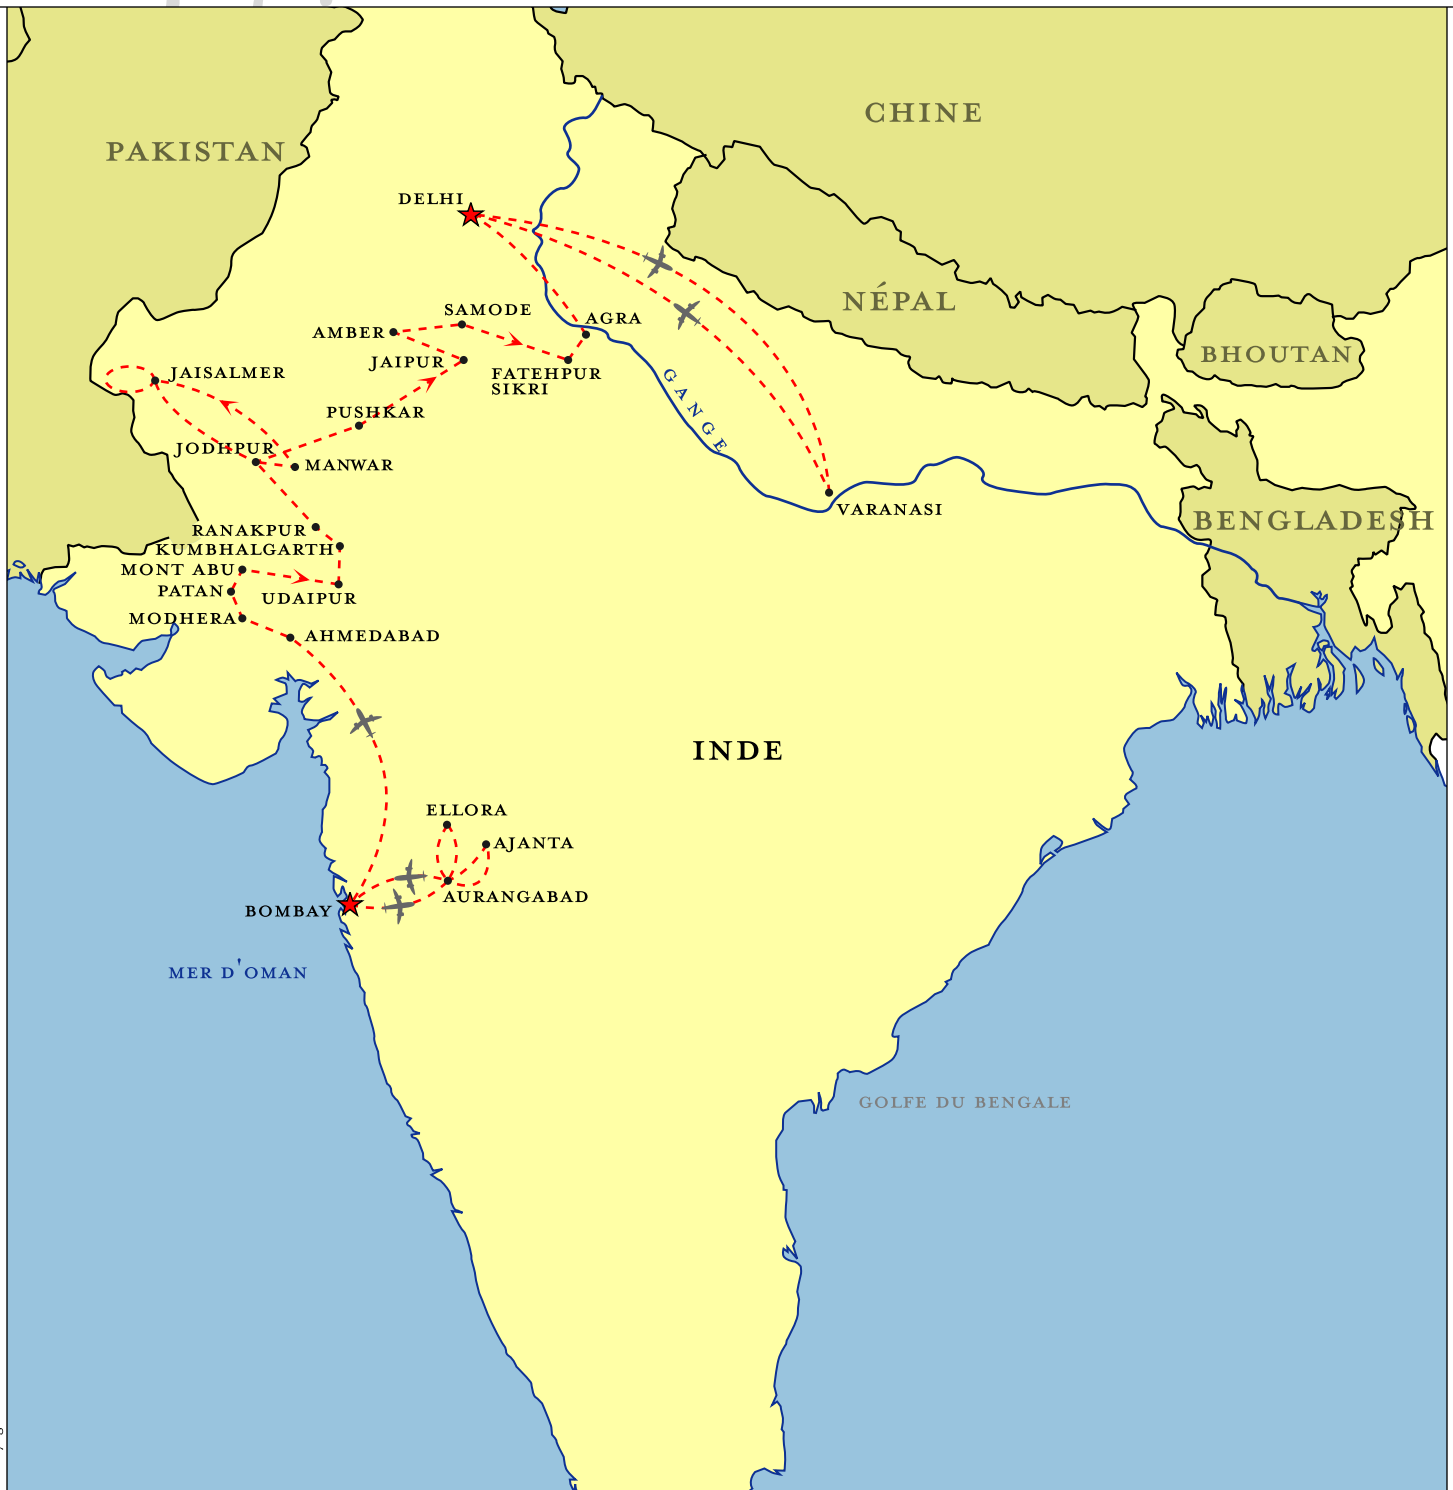 CHINE
PAKISTAN
DELHI
NÉPAL
SAMODE
AGRA
AMBER
JAIPUR
BHOUTAN
JAISALMER
FATEHPUR
SIKRI
GANGE
PUSHKAR
JODHPUR
MANWAR
VARANASI
BENGLADESH
RANAKPUR
KUMBHALGARTH
MONT ABU
PATAN
UDAIPUR
MODHERA
AHMEDABAD
INDE
ELLORA
AJANTA
AURANGABAD
BOMBAY
MER D'OMAN
GOLFE DU BENGALE